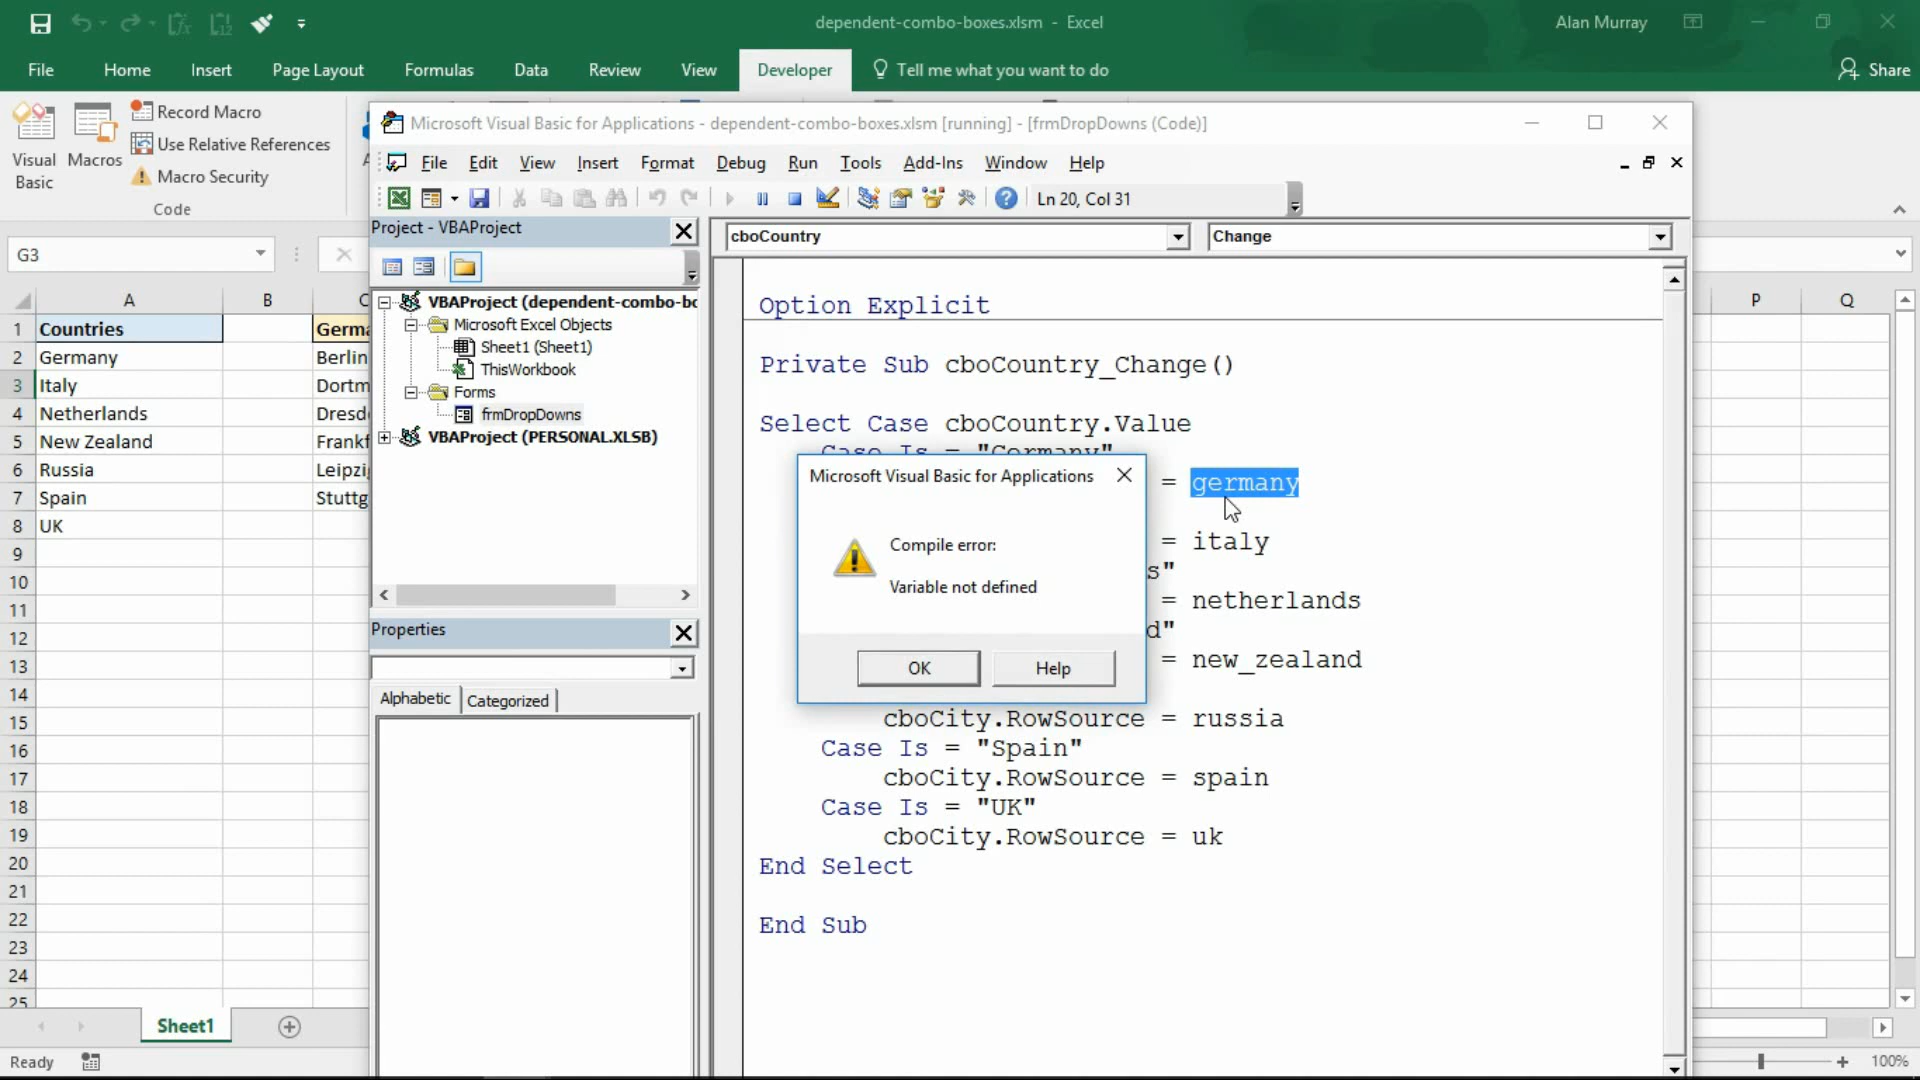 dependent-combo-boxes.xlsm - Excel
Alan Murray
File Home Insert Page Layout Formulas Data Review View Developer Tell me what you want to do Share
Visual Basic
Macros
Record Macro
Use Relative References
Macro Security
Code
Microsoft Visual Basic for Applications - dependent-combo-boxes.xlsm [running] - [frmDropDowns (Code)]
File Edit View Insert Format Debug Run Tools Add-Ins Window Help
Ln 20, Col 31
G3
Project - VBAProject
VBAProject (dependent-combo-bo
Microsoft Excel Objects
Sheet1 (Sheet1)
ThisWorkbook
Forms
frmDropDowns
VBAProject (PERSONAL.XLSB)
Properties
Alphabetic Categorized
cboCountry
Change
Option Explicit
Private Sub cboCountry_Change()
Select Case cboCountry.Value
Case Is = "Germany"
= germany
= italy
s"
= netherlands
d"
= new_zealand
cboCity.RowSource = russia
Case Is = "Spain"
cboCity.RowSource = spain
Case Is = "UK"
cboCity.RowSource = uk
End Select
End Sub
Microsoft Visual Basic for Applications
Compile error:
Variable not defined
OK Help
A B C P Q
1 Countries Germa
2 Germany Berlin
3 Italy Dortm
4 Netherlands Dresde
5 New Zealand Frankf
6 Russia Leipzig
7 Spain Stuttg
8 UK
9
10
11
12
13
14
15
16
17
18
19
20
21
22
23
24
25
Sheet1
Ready
100%